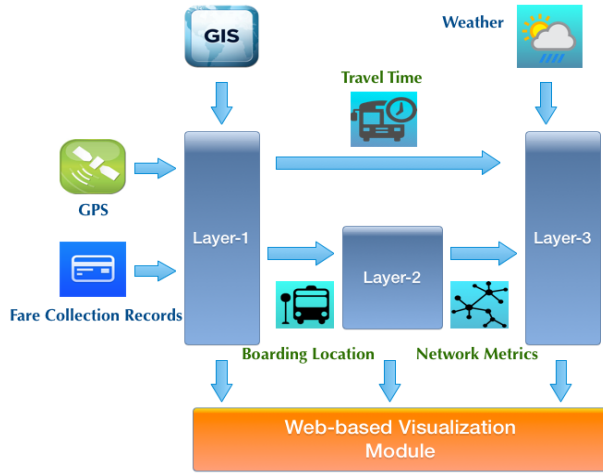 GIS
Weather
Travel Time
GPS
Layer-1
Layer-2
Layer-3
Fare Collection Records
Boarding Location
Network Metrics
Web-based Visualization
Module